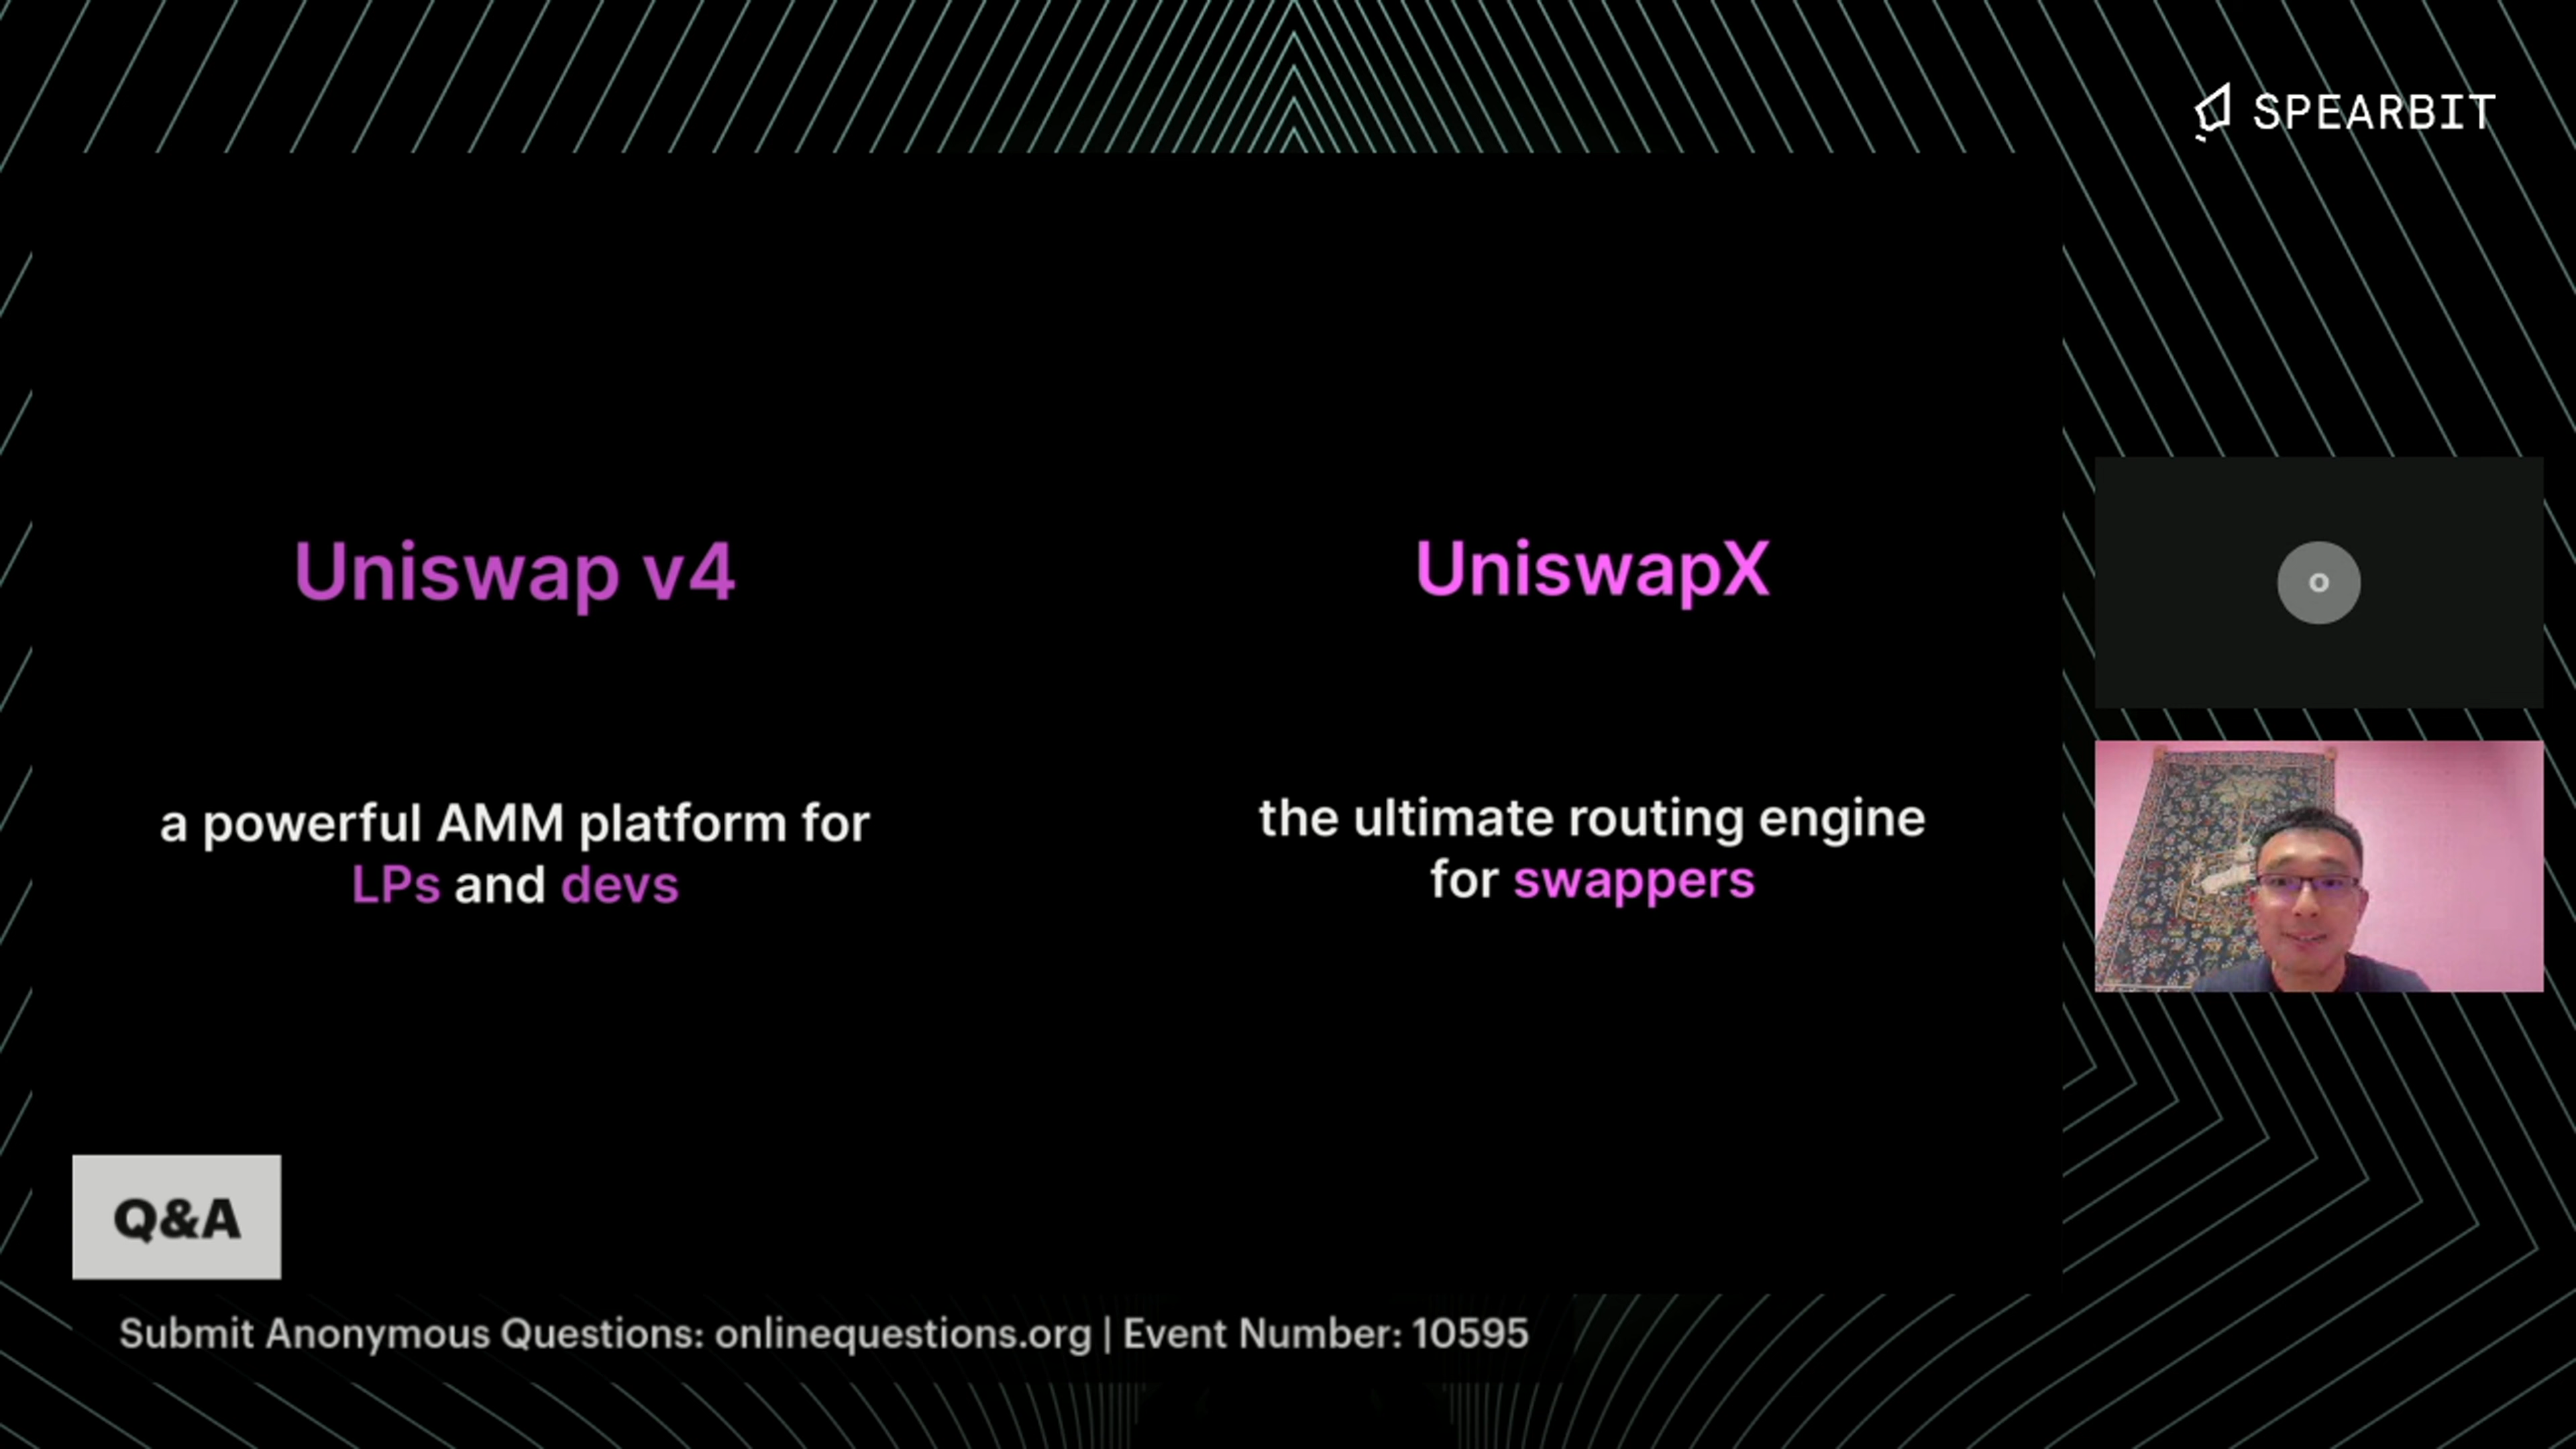 SPEARBIT
Uniswap v4
UniswapX
a powerful AMM platform for
LPs and devs
the ultimate routing engine
for swappers
o
Q&A
Submit Anonymous Questions: onlinequestions.org | Event Number: 10595